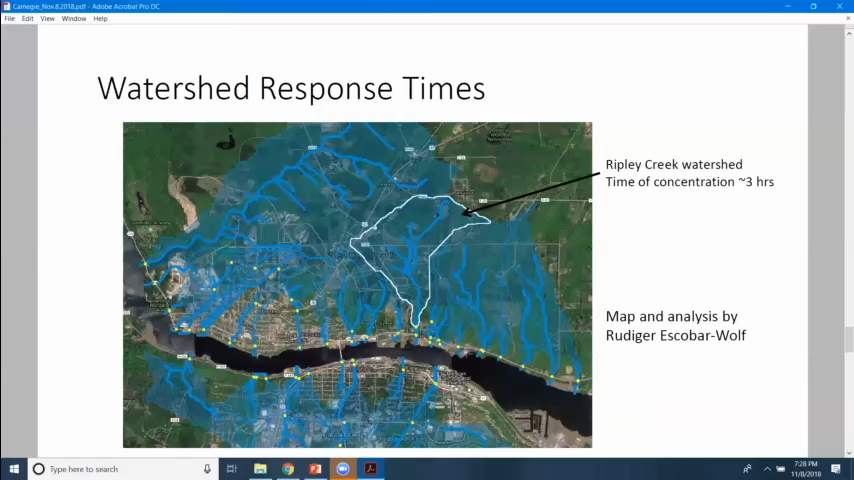 Carnegie_Nov.8.2018.pdf - Adobe Acrobat Pro DC
File Edit View Window Help
Watershed Response Times
Ripley Creek watershed
Time of concentration ~3 hrs
Map and analysis by
Rudiger Escobar-Wolf
Type here to search
7:28 PM
11/8/2018